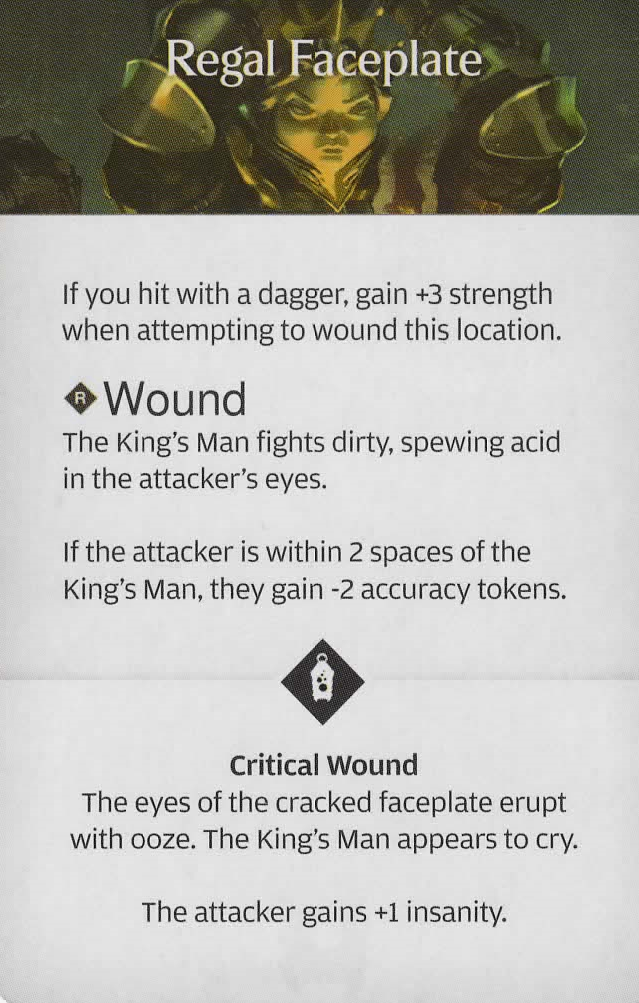 Regal Faceplate
If you hit with a dagger, gain +3 strength
when attempting to wound this location.
R Wound
The King's Man fights dirty, spewing acid
in the attacker's eyes.
If the attacker is within 2 spaces of the
King's Man, they gain -2 accuracy tokens.
Critical Wound
The eyes of the cracked faceplate erupt
with ooze. The King's Man appears to cry.
The attacker gains +1 insanity.